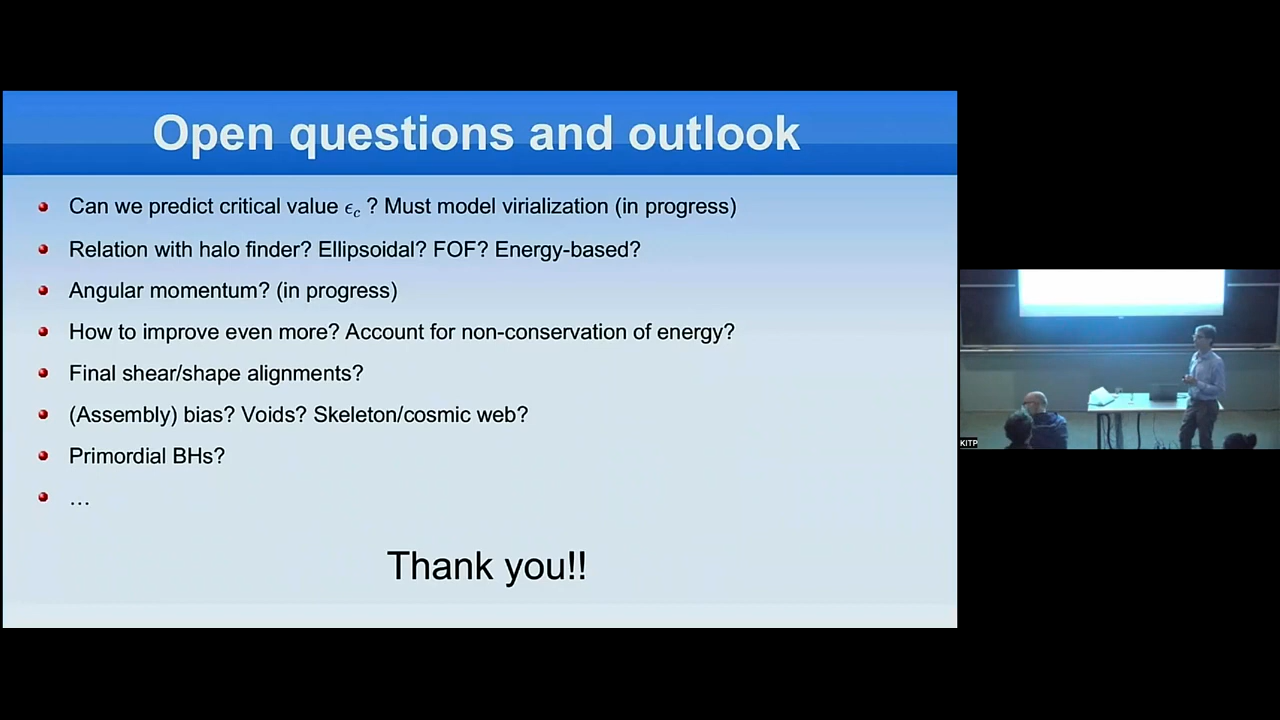 Open questions and outlook
Can we predict critical value ϵc ? Must model virialization (in progress)
Relation with halo finder? Ellipsoidal? FOF? Energy-based?
Angular momentum? (in progress)
How to improve even more? Account for non-conservation of energy?
Final shear/shape alignments?
(Assembly) bias? Voids? Skeleton/cosmic web?
Primordial BHs?
…
Thank you!!
KITP